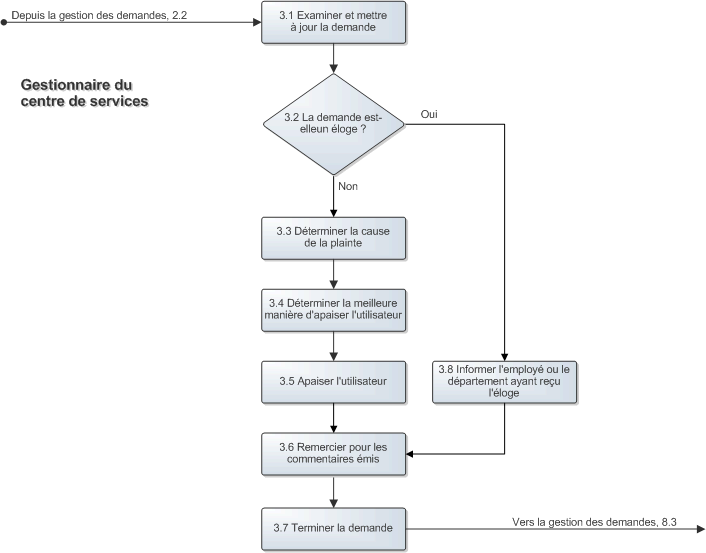 Depuis la gestion des demandes, 2.2
3.1 Examiner et mettre
à jour la demande
Gestionnaire du
centre de services
3.2 La demande est-
elleun éloge ?
Oui
Non
3.3 Déterminer la cause
de la plainte
3.4 Déterminer la meilleure
manière d'apaiser l'utilisateur
3.5 Apaiser l'utilisateur
3.8 Informer l'employé ou le
département ayant reçu
l'éloge
3.6 Remercier pour les
commentaires émis
3.7 Terminer la demande
Vers la gestion des demandes, 8.3